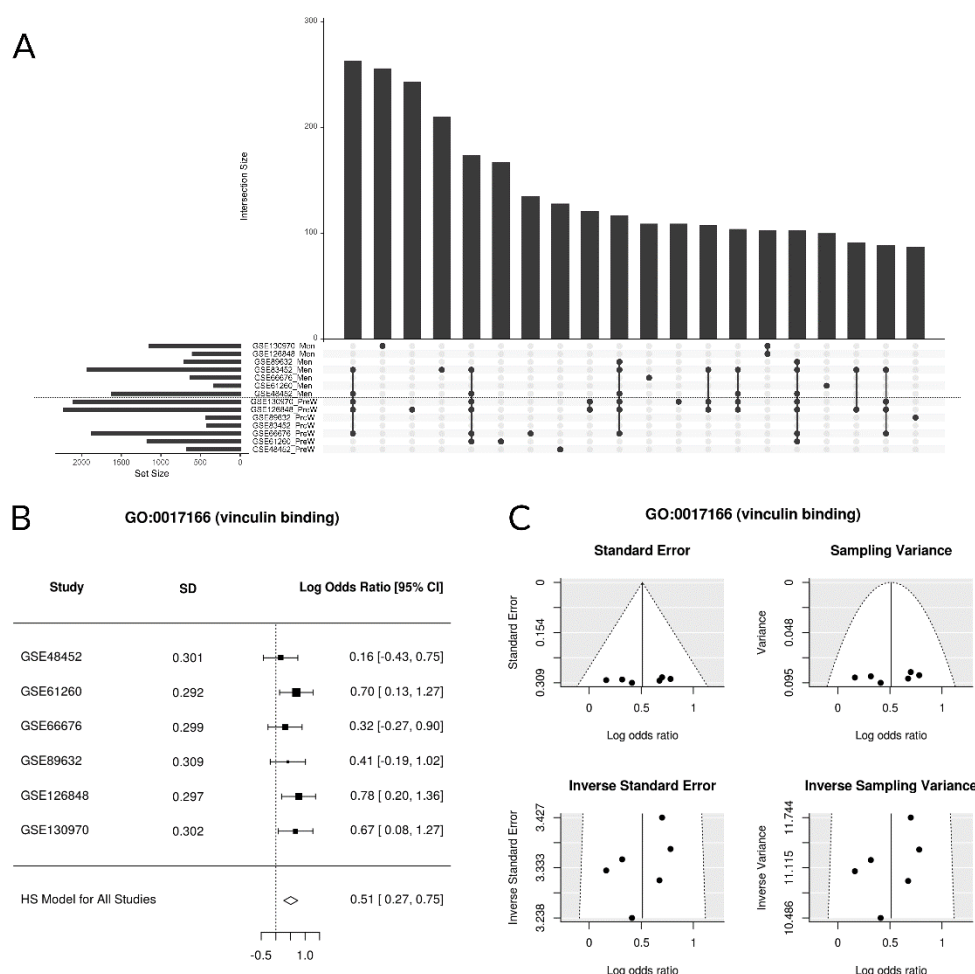 A
300
200
100
0
Intersection Size
GSE130970_Men
GSE126848_Men
GSE89632_Men
GSE83452_Men
GSE66676_Men
GSE61260_Men
GSE48452_Men
GSE130970_PreW
GSE126848_PreW
GSE89632_PreW
GSE83452_PreW
GSE66676_PreW
GSE61260_PreW
GSE48452_PreW
2000 1500 1000 500 0
Set Size
B
GO:0017166 (vinculin binding)
Study SD Log Odds Ratio [95% CI]
GSE48452 0.301 0.16 [-0.43, 0.75]
GSE61260 0.292 0.70 [ 0.13, 1.27]
GSE66676 0.299 0.32 [-0.27, 0.90]
GSE89632 0.309 0.41 [-0.19, 1.02]
GSE126848 0.297 0.78 [ 0.20, 1.36]
GSE130970 0.302 0.67 [ 0.08, 1.27]
HS Model for All Studies 0.51 [ 0.27, 0.75]
-0.5 1.0
C
GO:0017166 (vinculin binding)
Standard Error
Standard Error
0
0.154
0.309
0 0.5 1
Log odds ratio
Sampling Variance
Variance
0
0.048
0.095
0 0.5 1
Log odds ratio
Inverse Standard Error
Inverse Standard Error
3.427
3.333
3.238
0 0.5 1
Log odds ratio
Inverse Sampling Variance
Inverse Variance
11.744
11.115
10.486
0 0.5 1
Log odds ratio